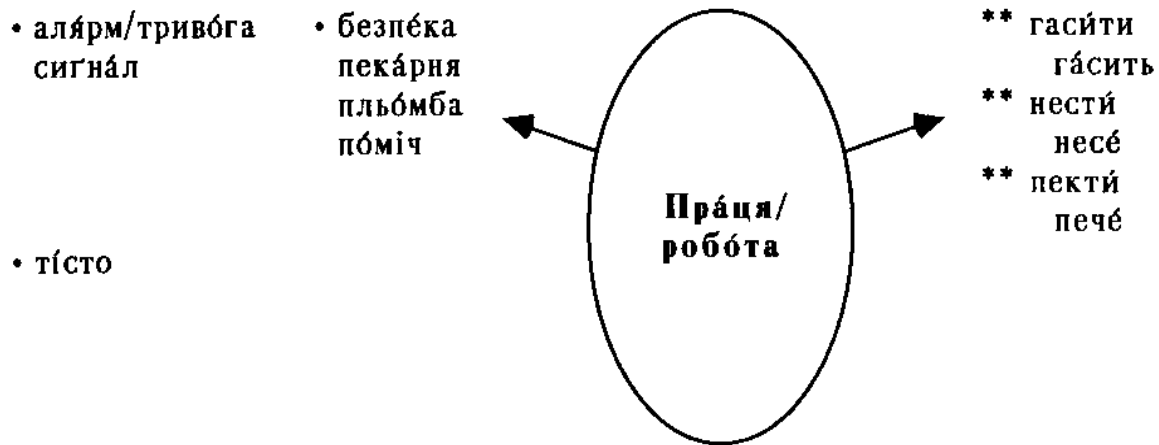 • аля́рм/триво́га
сиґна́л
• ті́сто
• безпе́ка
пека́рня
пльо́мба
по́міч
Пра́ця/
робо́та
** гаси́ти
га́сить
** нести́
несе́
** пекти́
пече́